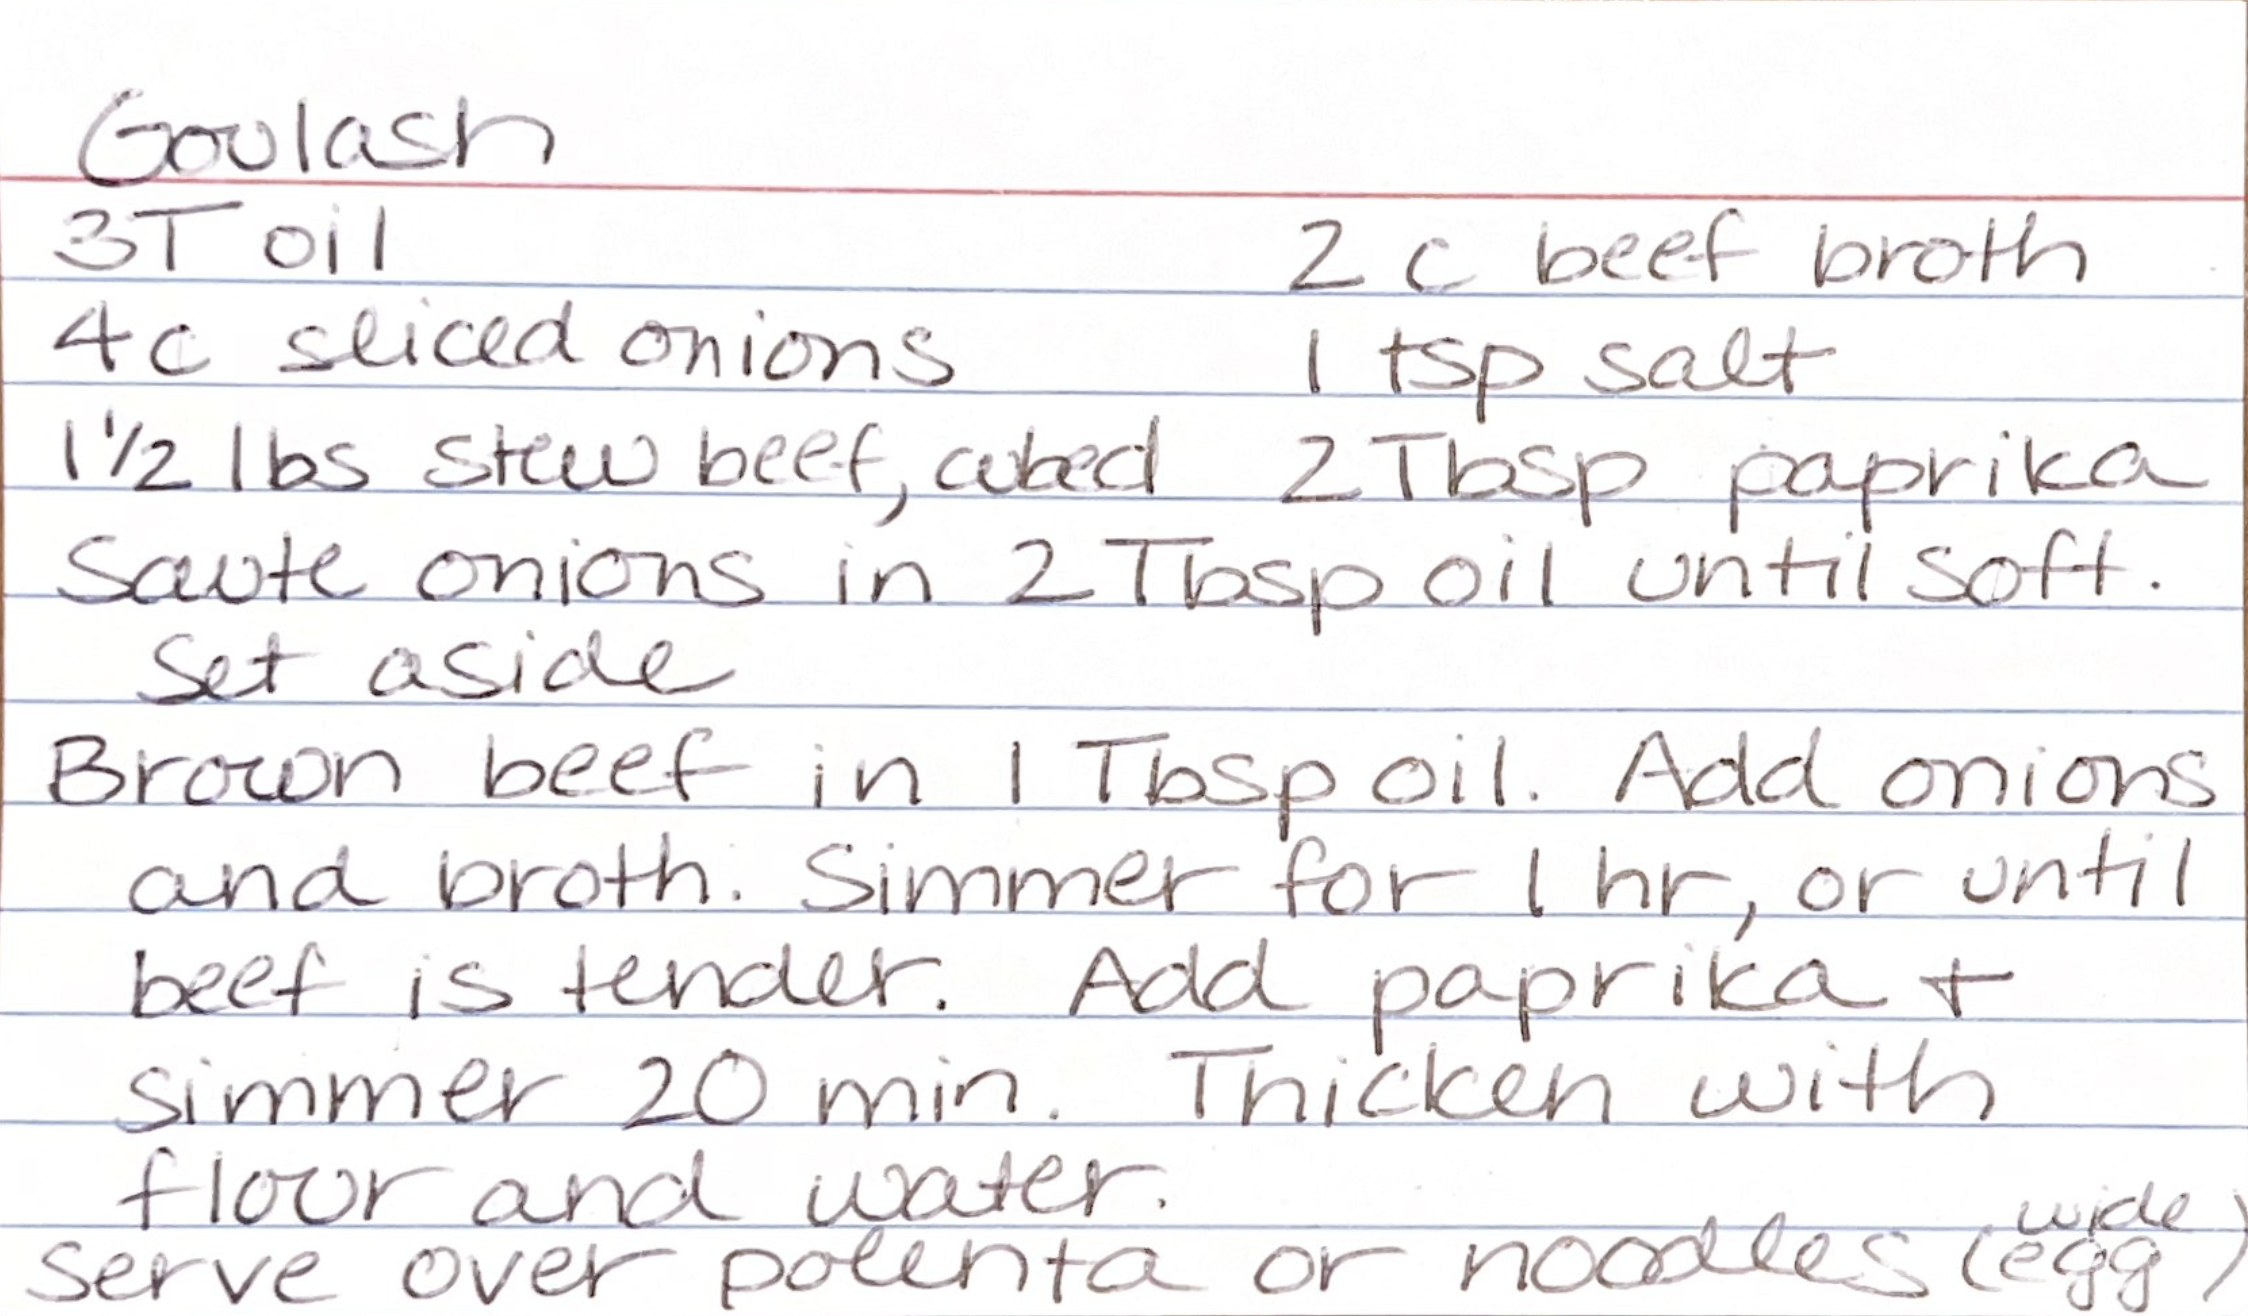 Goulash
3T oil 2 c beef broth
4c sliced onions 1 tsp salt
1 1/2 lbs stew beef, cubed 2 Tbsp paprika
Saute onions in 2 Tbsp oil until soft.
Set aside
Brown beef in 1 Tbsp oil. Add onions
and broth. Simmer for 1 hr, or until
beef is tender. Add paprika +
simmer 20 min. Thicken with
flour and water.
wide
serve over polenta or noodles (egg)